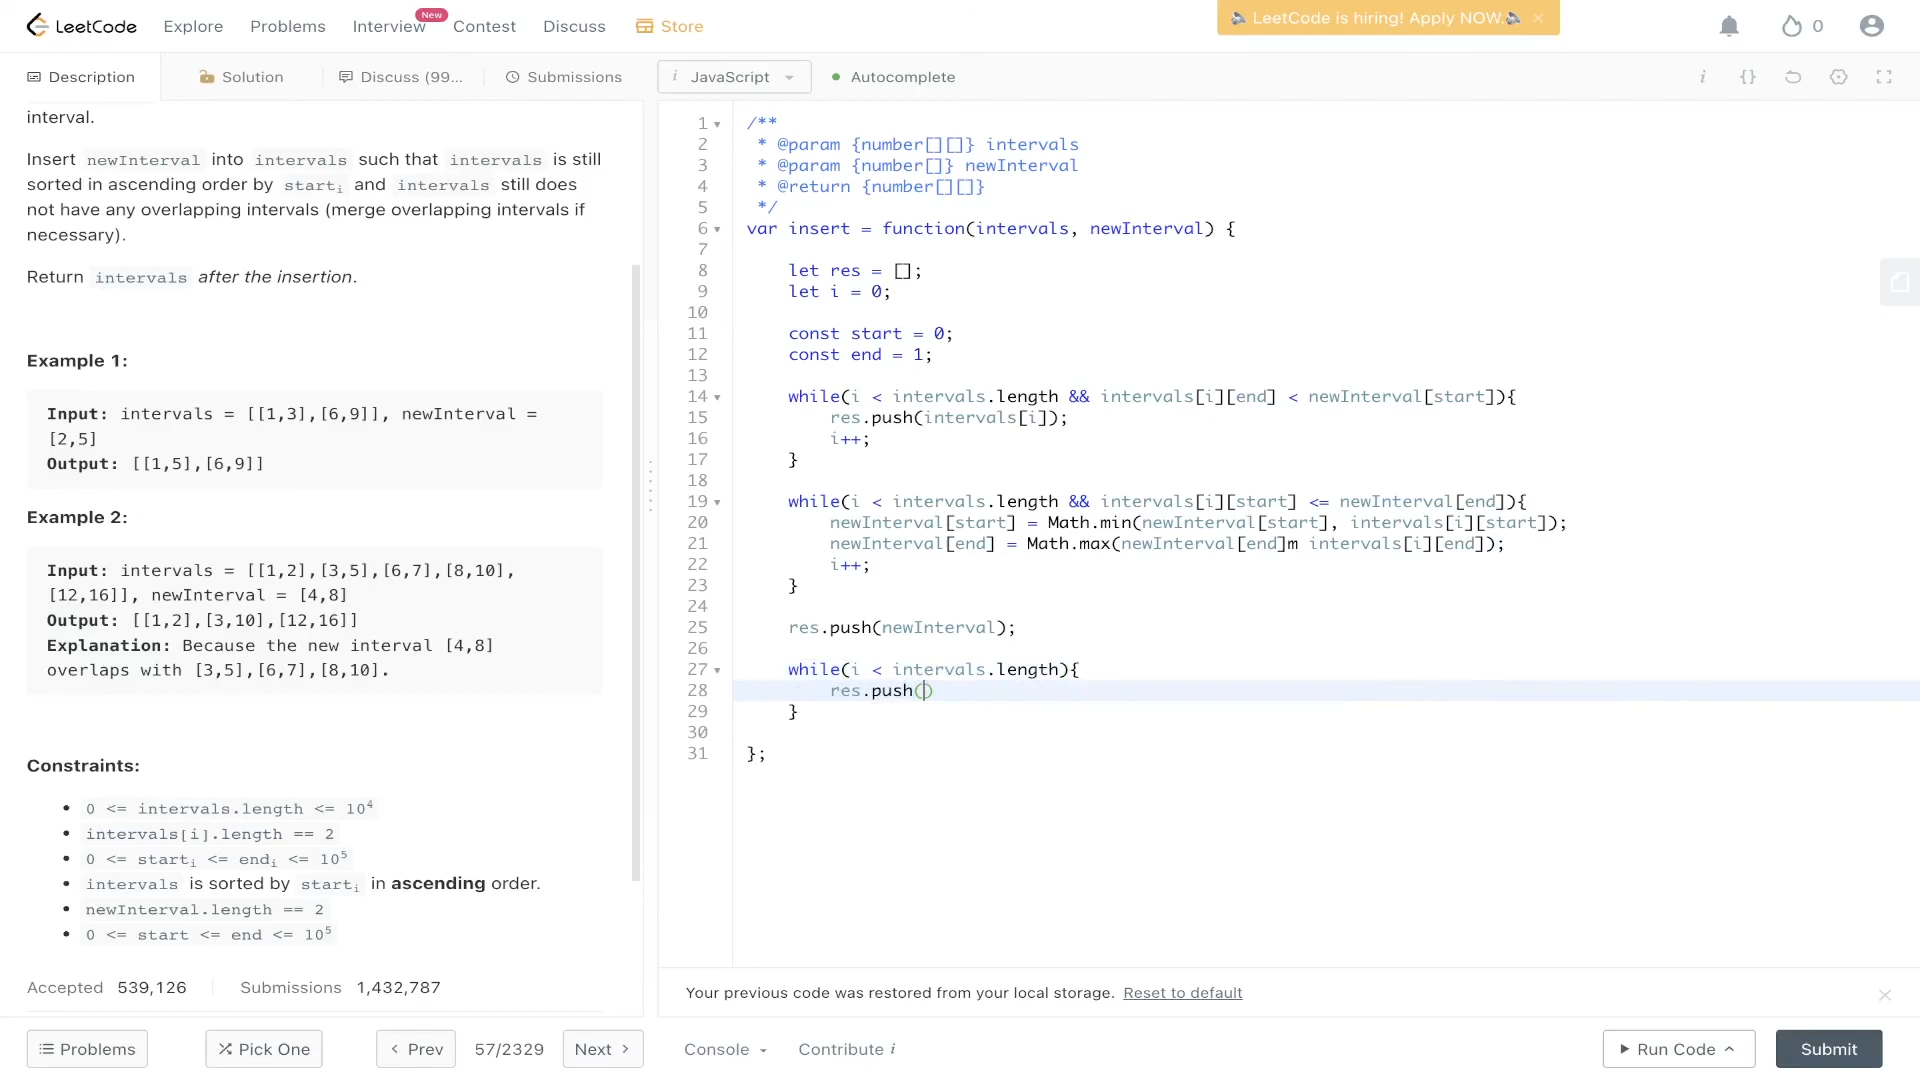 LeetCode
Explore
Problems
Interview
New
Contest
Discuss
Store
LeetCode is hiring! Apply NOW.
0
Description
Solution
Discuss (99...
Submissions
i JavaScript
Autocomplete
interval.
Insert newInterval into intervals such that intervals is still
sorted in ascending order by starti and intervals still does
not have any overlapping intervals (merge overlapping intervals if
necessary).
Return intervals after the insertion.
Example 1:
Input: intervals = [[1,3],[6,9]], newInterval =
[2,5]
Output: [[1,5],[6,9]]
Example 2:
Input: intervals = [[1,2],[3,5],[6,7],[8,10],
[12,16]], newInterval = [4,8]
Output: [[1,2],[3,10],[12,16]]
Explanation: Because the new interval [4,8]
overlaps with [3,5],[6,7],[8,10].
Constraints:
• 0 <= intervals.length <= 10^4
• intervals[i].length == 2
• 0 <= starti <= endi <= 10^5
• intervals is sorted by starti in ascending order.
• newInterval.length == 2
• 0 <= start <= end <= 10^5
Accepted 539,126
Submissions 1,432,787
1 /**
2 * @param {number[][]} intervals
3 * @param {number[]} newInterval
4 * @return {number[][]}
5 */
6 var insert = function(intervals, newInterval) {
7
8 let res = [];
9 let i = 0;
10
11 const start = 0;
12 const end = 1;
13
14 while(i < intervals.length && intervals[i][end] < newInterval[start]){
15 res.push(intervals[i]);
16 i++;
17 }
18
19 while(i < intervals.length && intervals[i][start] <= newInterval[end]){
20 newInterval[start] = Math.min(newInterval[start], intervals[i][start]);
21 newInterval[end] = Math.max(newInterval[end]m intervals[i][end]);
22 i++;
23 }
24
25 res.push(newInterval);
26
27 while(i < intervals.length){
28 res.push()
29 }
30
31 };
Your previous code was restored from your local storage. Reset to default
Problems
Pick One
< Prev
57/2329
Next >
Console
Contribute i
Run Code
Submit